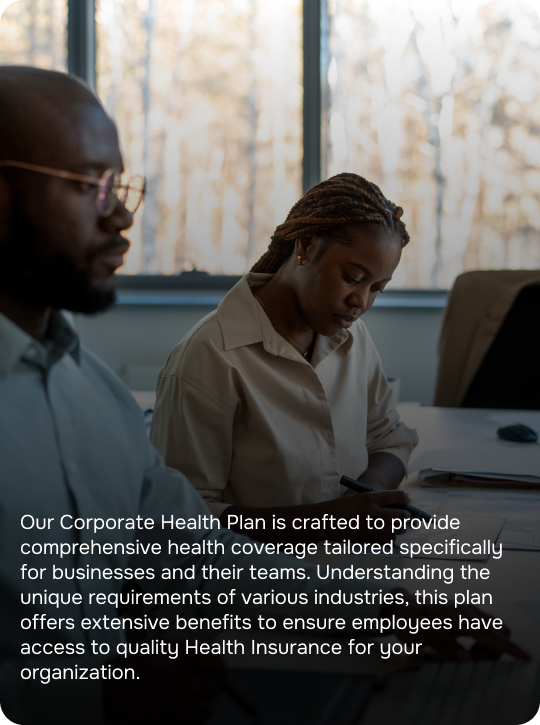 Our Corporate Health Plan is crafted to provide
comprehensive health coverage tailored specifically
for businesses and their teams. Understanding the
unique requirements of various industries, this plan
offers extensive benefits to ensure employees have
access to quality Health Insurance for your
organization.